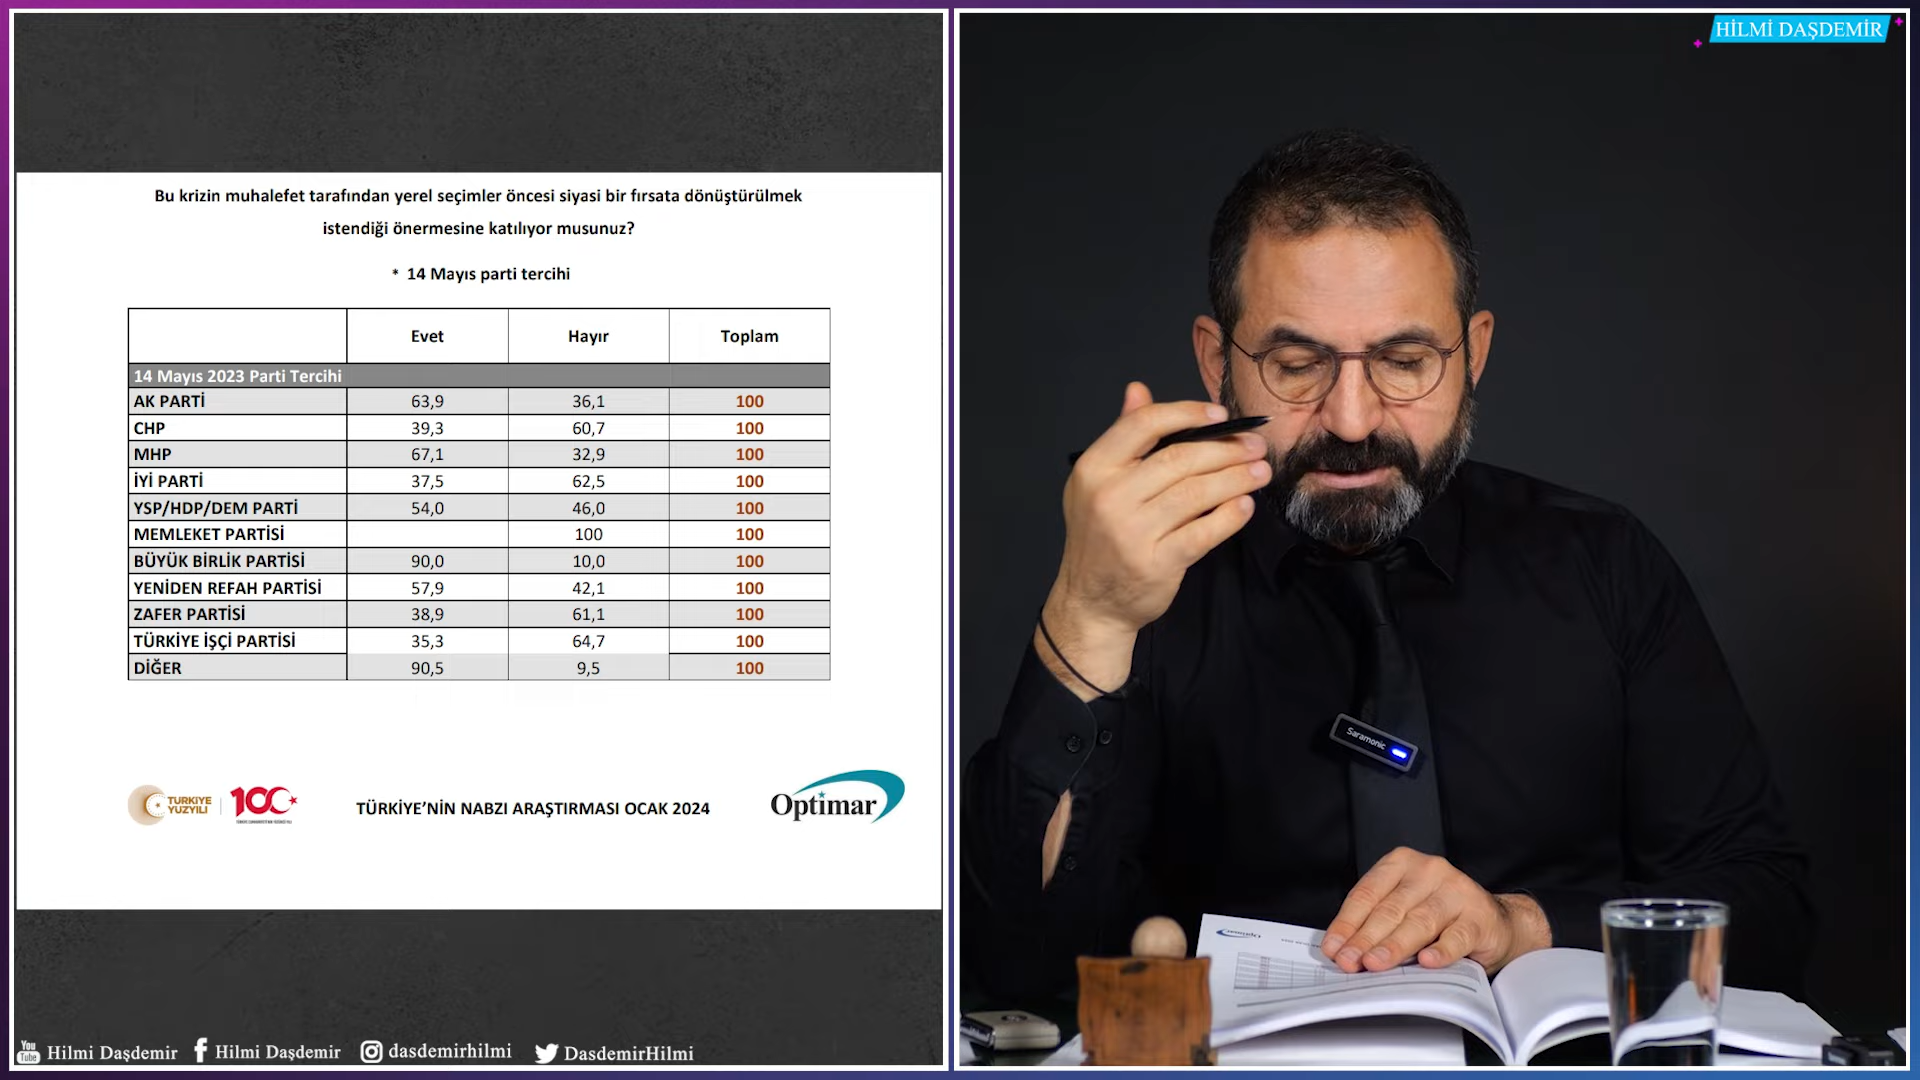 HİLMİ DAŞDEMİR
Bu krizin muhalefet tarafından yerel seçimler öncesi siyasi bir fırsata dönüştürülmek
istendiği önermesine katılıyor musunuz?
* 14 Mayıs parti tercihi
Evet Hayır Toplam
14 Mayıs 2023 Parti Tercihi
AK PARTİ 63,9 36,1 100
CHP 39,3 60,7 100
MHP 67,1 32,9 100
İYİ PARTİ 37,5 62,5 100
YSP/HDP/DEM PARTİ 54,0 46,0 100
MEMLEKET PARTİSİ 100 100
BÜYÜK BİRLİK PARTİSİ 90,0 10,0 100
YENİDEN REFAH PARTİSİ 57,9 42,1 100
ZAFER PARTİSİ 38,9 61,1 100
TÜRKİYE İŞÇİ PARTİSİ 35,3 64,7 100
DİĞER 90,5 9,5 100
TÜRKİYE
YÜZYILI
100
TÜRKİYE'NİN NABZI ARAŞTIRMASI OCAK 2024
Optimar
Saramonic
Optimar
You
Tube
Hilmi Daşdemir
Hilmi Daşdemir
dasdemirhilmi
DasdemirHilmi